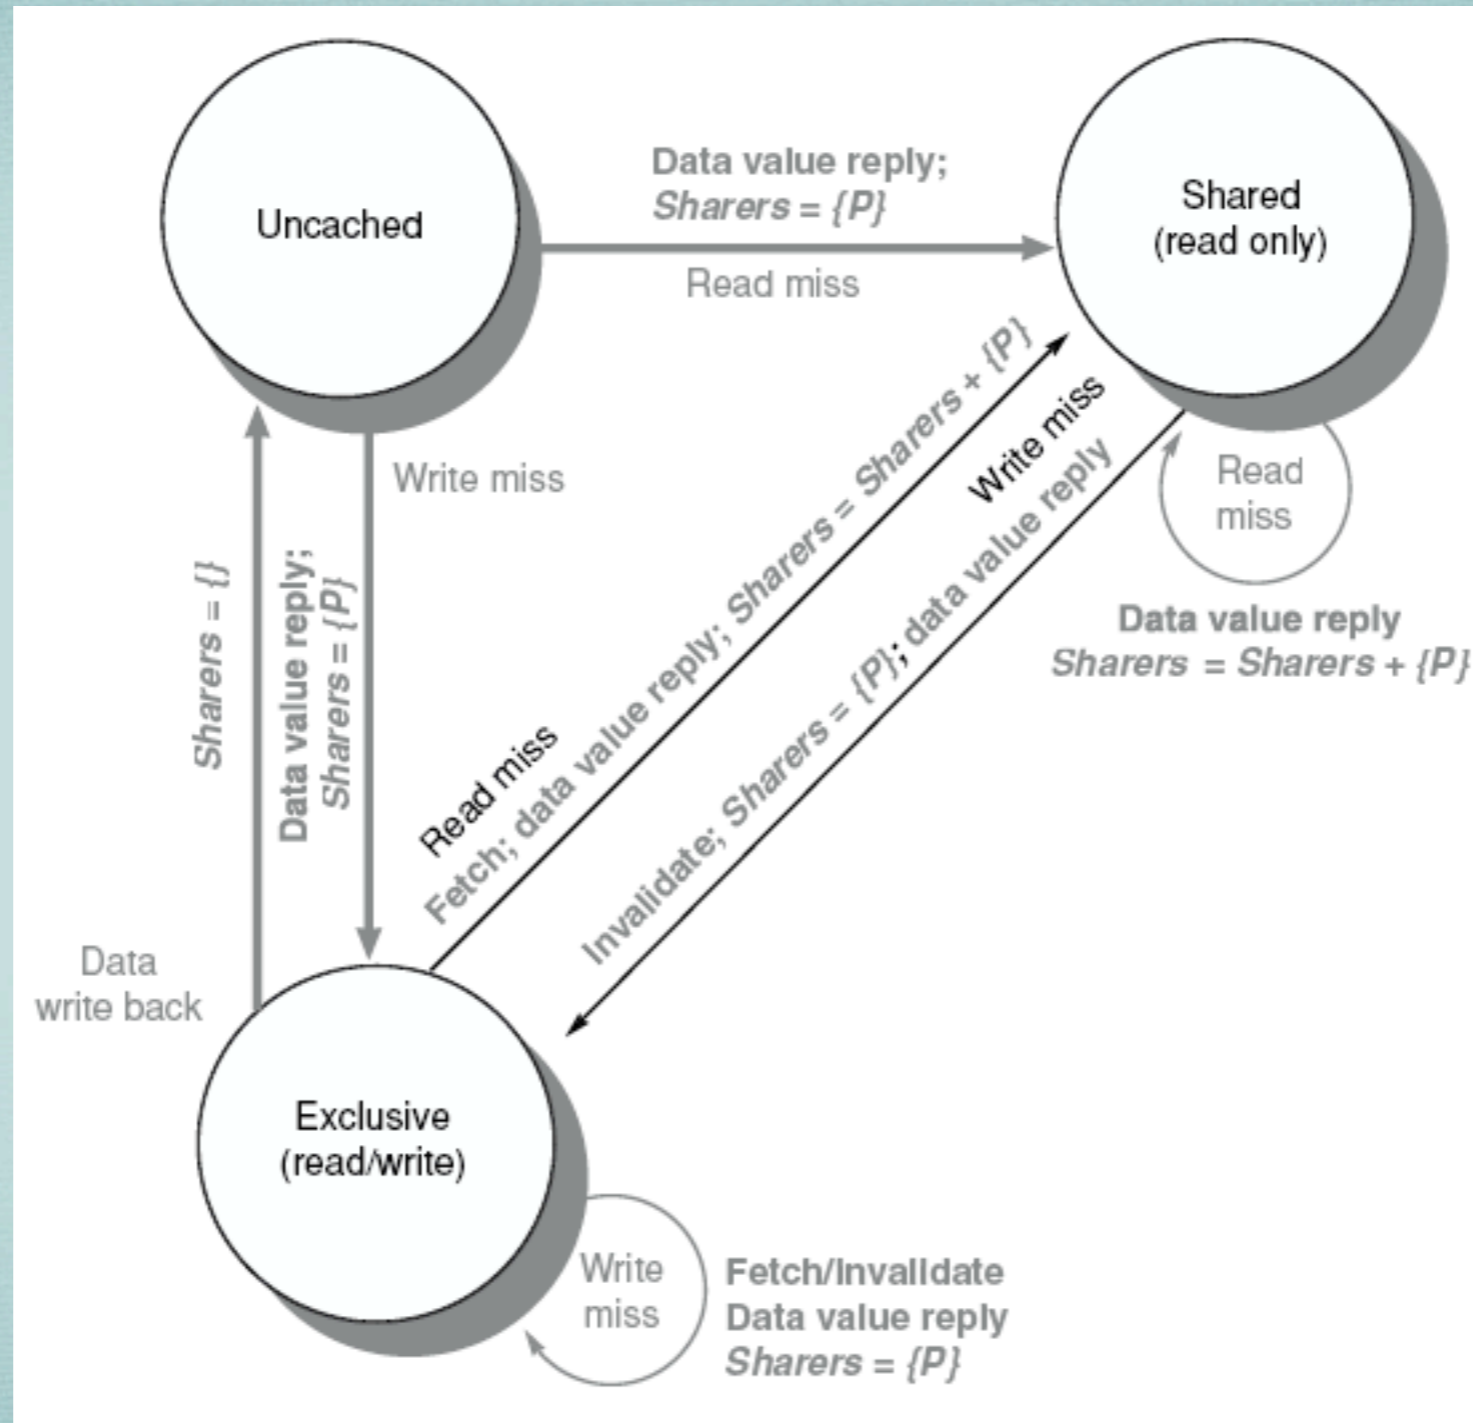 Uncached
Data value reply;
Sharers = {P}
Read miss
Shared
(read only)
Write miss
Sharers = {}
Data value reply;
Sharers = {P}
Read miss
Fetch; data value reply; Sharers = Sharers + {P}
Write miss
Invalidate; Sharers = {P}; data value reply
Read
miss
Data value reply
Sharers = Sharers + {P}
Data
write back
Exclusive
(read/write)
Write
miss
Fetch/Invalidate
Data value reply
Sharers = {P}